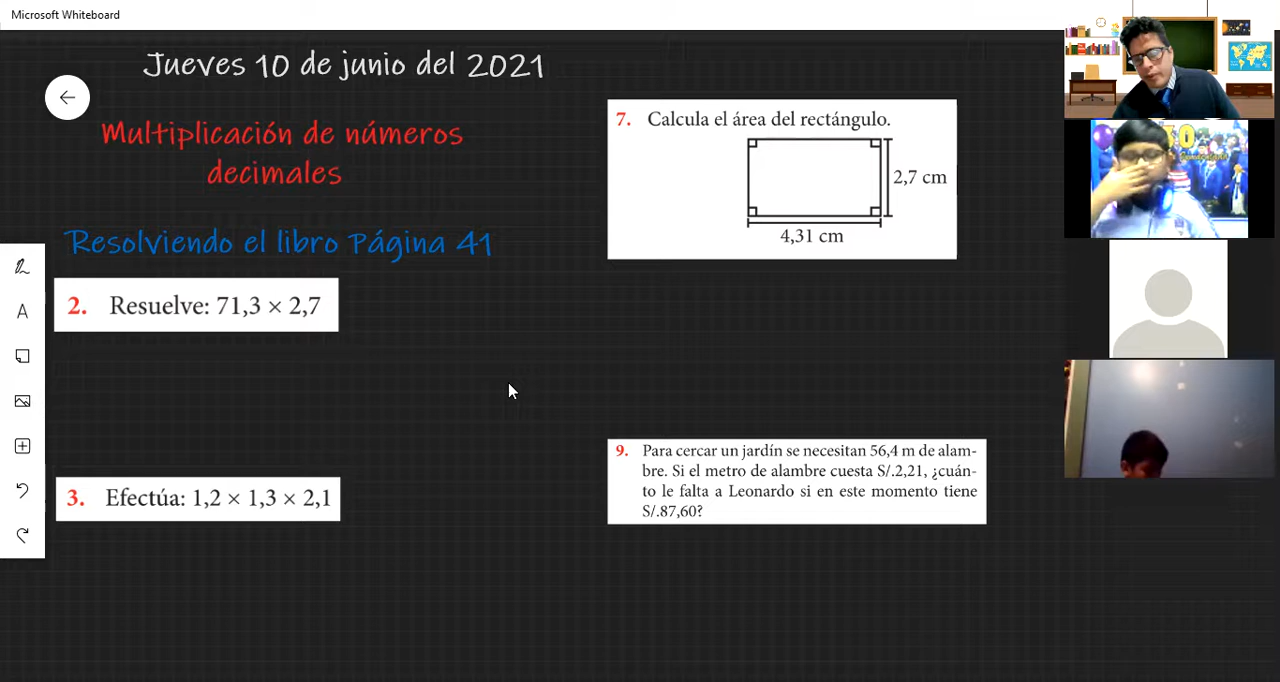 Microsoft Whiteboard
Jueves 10 de junio del 2021
Multiplicación de números
decimales
Resolviendo el libro Página 41
2. Resuelve: 71,3 × 2,7
3. Efectúa: 1,2 × 1,3 × 2,1
7. Calcula el área del rectángulo.
2,7 cm
4,31 cm
9. Para cercar un jardín se necesitan 56,4 m de alam-
bre. Si el metro de alambre cuesta S/.2,21, ¿cuán-
to le falta a Leonardo si en este momento tiene
S/.87,60?
A